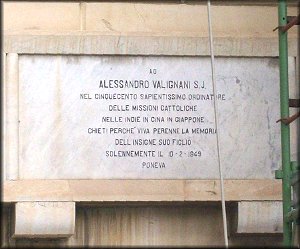 AD
ALESSANDRO VALIGNANI S.J.
NEL CINQUECENTO SAPIENTISSIMO ORDINATORE
DELLE MISSIONI CATTOLICHE
NELLE INDIE IN CINA IN GIAPPONE
CHIETI PERCHÈ VIVA PERENNE LA MEMORIA
DELL'INSIGNE SUO FIGLIO
SOLENNEMENTE IL 10-2-1949
PONEVA